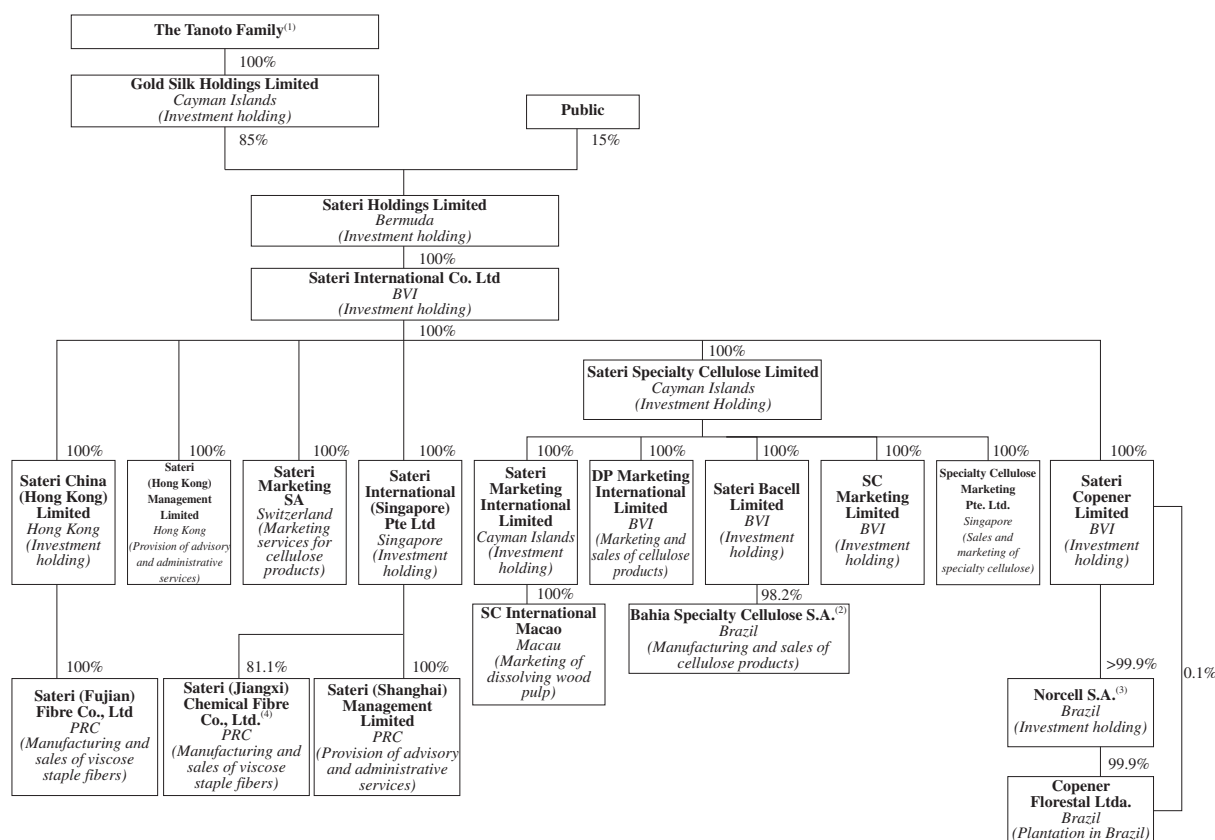 The Tanoto Family(1)
100%
Gold Silk Holdings Limited
Cayman Islands
(Investment holding)
Public
85%
15%
Sateri Holdings Limited
Bermuda
(Investment holding)
100%
Sateri International Co. Ltd
BVI
(Investment holding)
100%
100%
Sateri Specialty Cellulose Limited
Cayman Islands
(Investment Holding)
100%
Sateri China
(Hong Kong)
Limited
Hong Kong
(Investment
holding)
100%
Sateri
(Hong Kong)
Management
Limited
Hong Kong
(Provision of advisory
and administrative
services)
100%
Sateri
Marketing
SA
Switzerland
(Marketing
services for
cellulose
products)
100%
Sateri
International
(Singapore)
Pte Ltd
Singapore
(Investment
holding)
100%
Sateri
Marketing
International
Limited
Cayman Islands
(Investment
holding)
100%
DP Marketing
International
Limited
BVI
(Marketing and
sales of cellulose
products)
100%
Sateri Bacell
Limited
BVI
(Investment
holding)
100%
SC
Marketing
Limited
BVI
(Investment
holding)
100%
Specialty Cellulose
Marketing
Pte. Ltd.
Singapore
(Sales and
marketing of
specialty cellulose)
100%
Sateri
Copener
Limited
BVI
(Investment
holding)
100%
SC International
Macao
Macau
(Marketing of
dissolving wood
pulp)
98.2%
Bahia Specialty Cellulose S.A.(2)
Brazil
(Manufacturing and sales of
cellulose products)
100%
Sateri (Fujian)
Fibre Co., Ltd
PRC
(Manufacturing and
sales of viscose
staple fibers)
81.1%
Sateri (Jiangxi)
Chemical Fibre
Co., Ltd.(4)
PRC
(Manufacturing and
sales of viscose
staple fibers)
100%
Sateri (Shanghai)
Management
Limited
PRC
(Provision of advisory
and administrative
services)
>99.9%
0.1%
Norcell S.A.(3)
Brazil
(Investment holding)
99.9%
Copener
Florestal Ltda.
Brazil
(Plantation in Brazil)